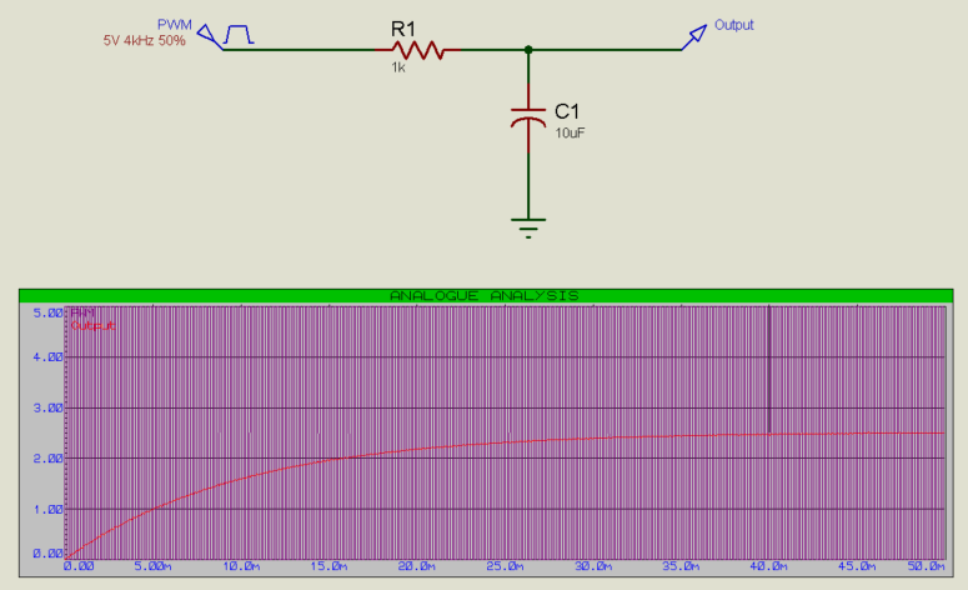 PWM
5V 4kHz 50%
R1
1k
Output
C1
10uF
ANALOGUE ANALYSIS
5.00
PWM
Output
4.00
3.00
2.00
1.00
0.00
0.00 5.00m 10.0m 15.0m 20.0m 25.0m 30.0m 35.0m 40.0m 45.0m 50.0m